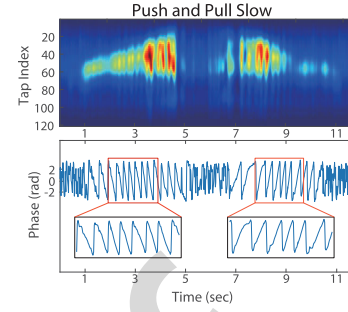 Push and Pull Slow
Tap Index
20
40
60
80
100
120
1 3 5 7 9 11
Phase (rad)
2
0
-2
1 3 5 7 9 11
Time (sec)